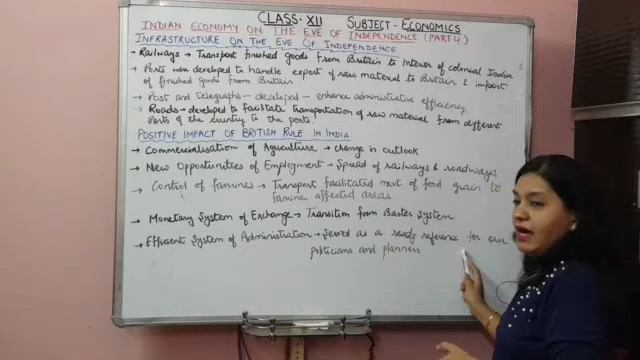 CLASS- XII SUBJECT- ECONOMICS
INDIAN ECONOMY ON THE EVE OF INDEPENDENCE (PART 4)
INFRASTRUCTURE ON THE EVE OF INDEPENDENCE
→ Railways → Transport finished goods from Britain to Interior of colonial India
→ Ports were developed to handle export of raw material to Britain & import
of finished goods from Britain
→ Post and Telegraphs - developed - enhance administrative efficiency
→ Roads → developed to facilitate transportation of raw material from different
Parts of the country to the ports.
POSITIVE IMPACT OF BRITISH RULE IN INDIA
→ Commercialisation of Agriculture → change in outlook
→ New Opportunities of Employment → Spread of railways & roadways
→ Control of famines → Transport facilitated movt of food grain to
famine affected areas
→ Monetary System of Exchange → Transition from Barter System
→ Efficient System of Administration → Served as a ready reference for our
politicians and planners